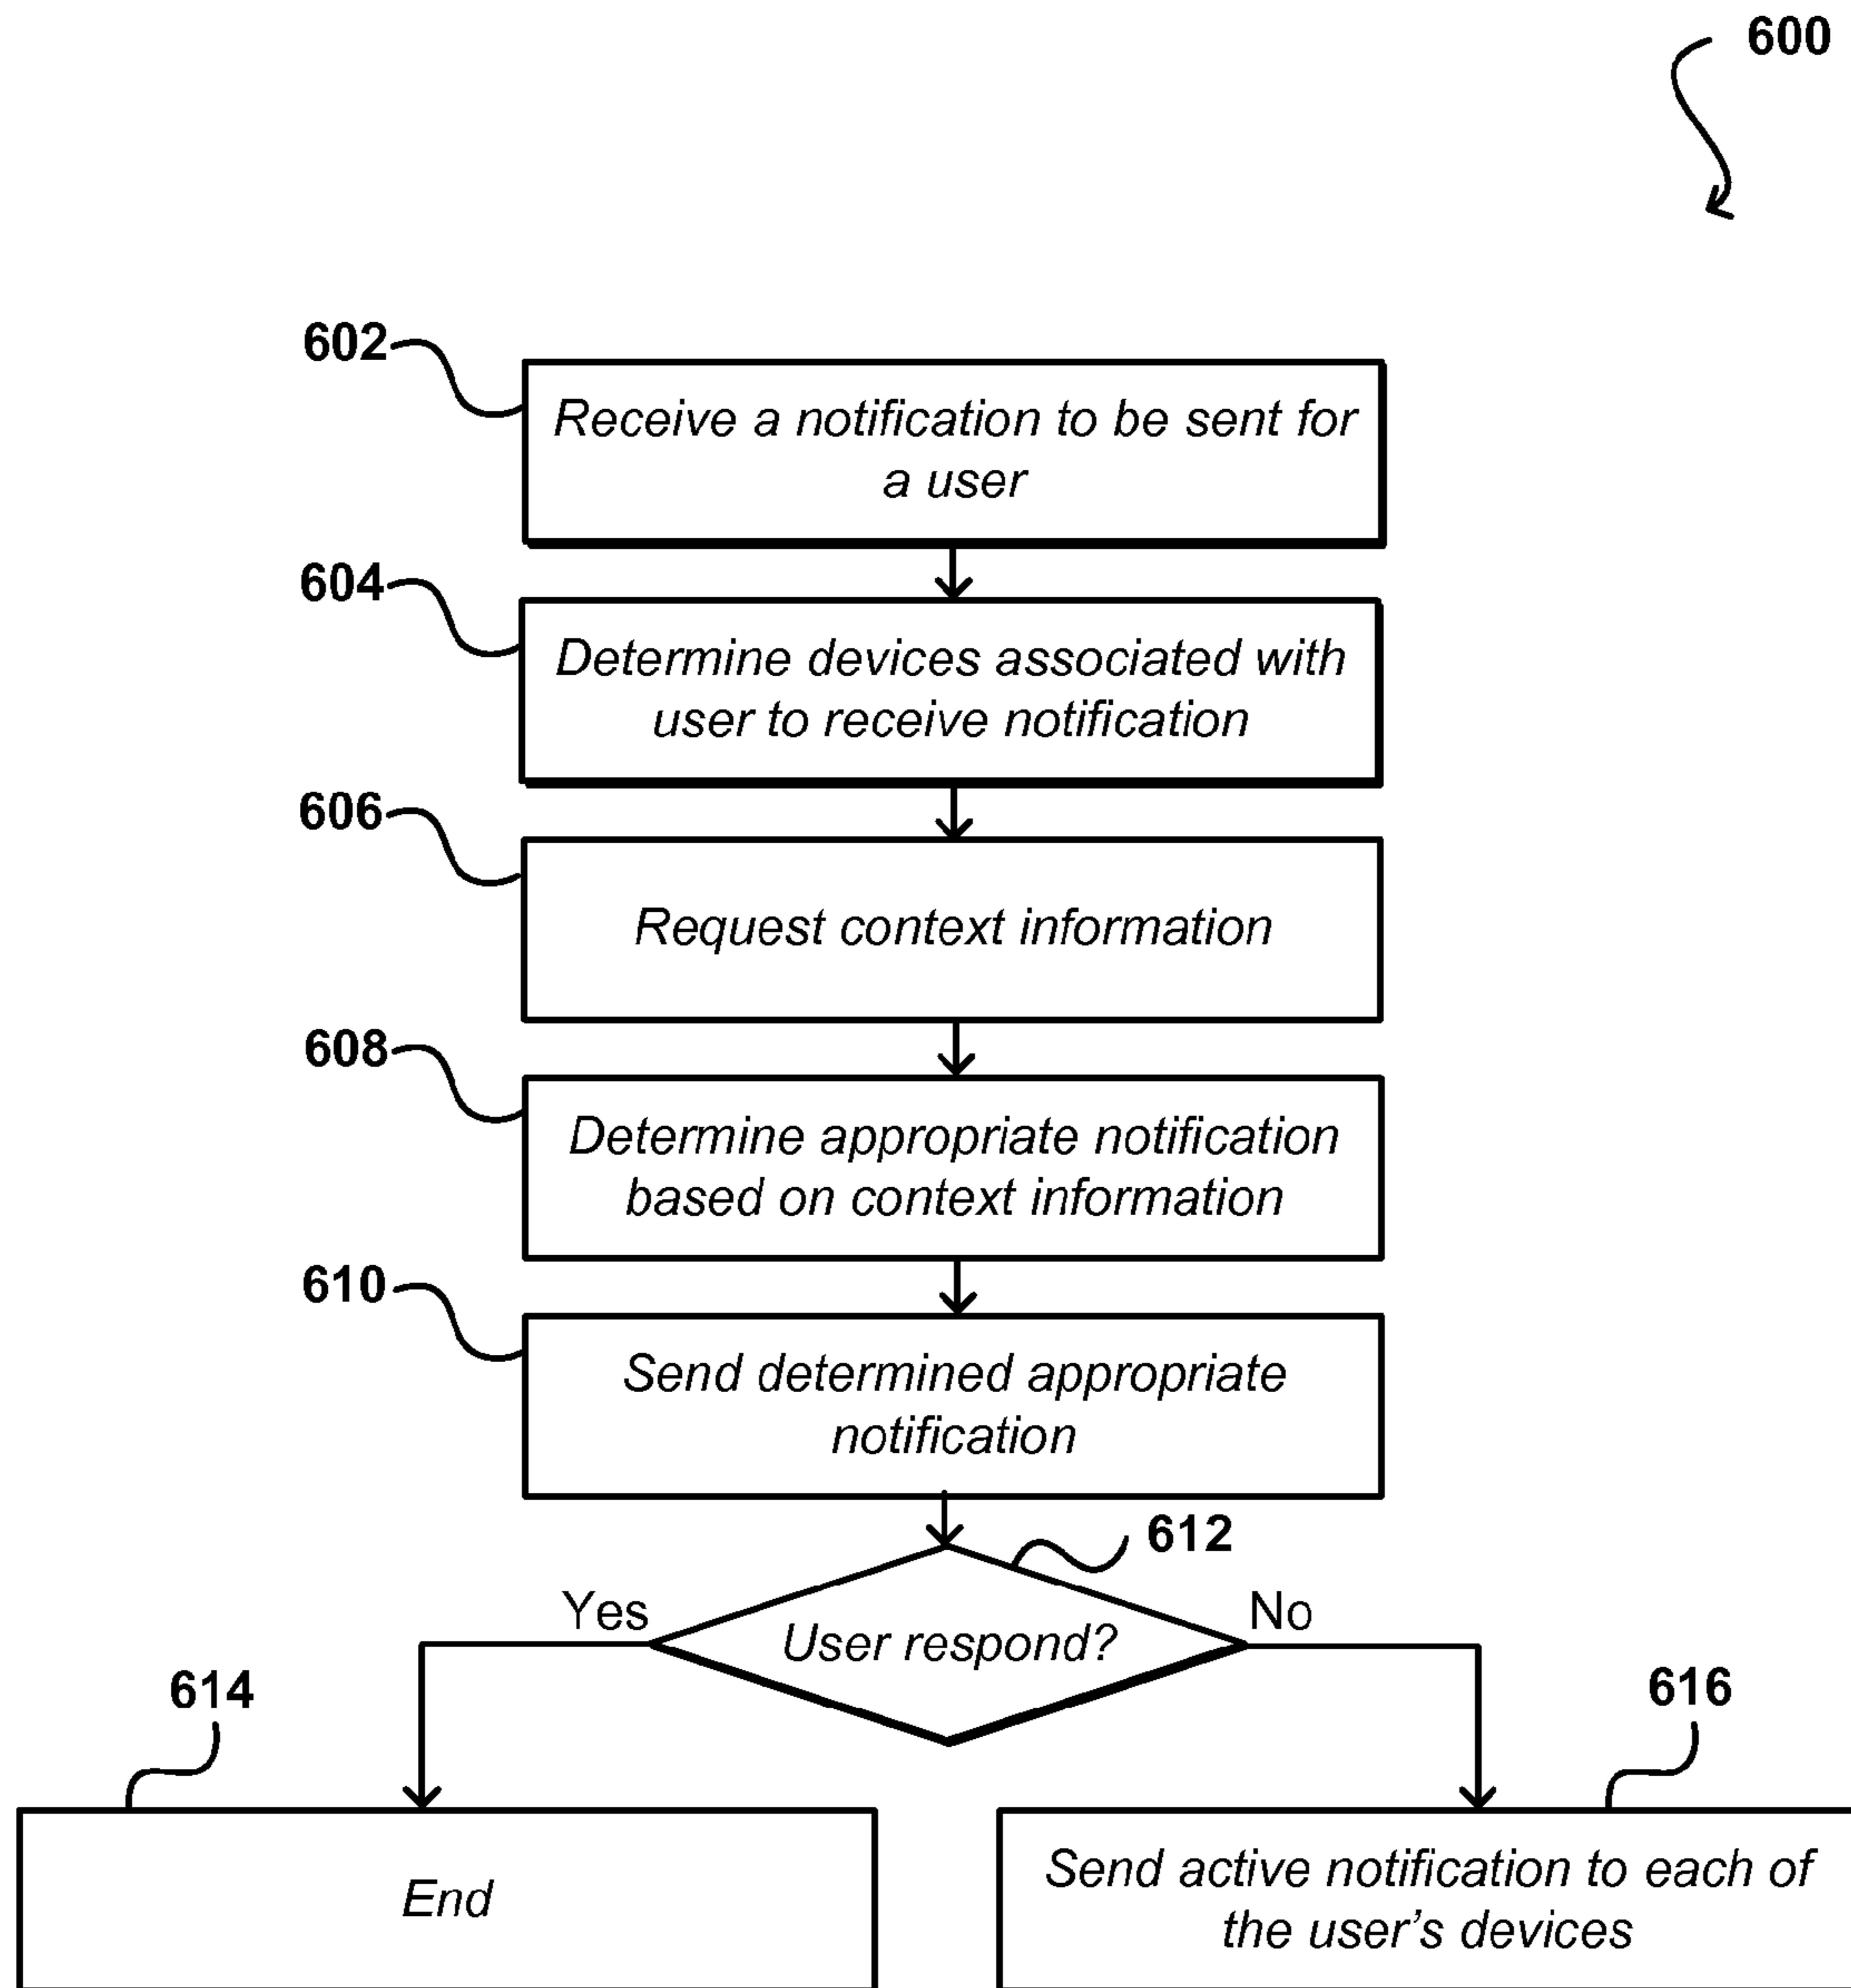 600
602
Receive a notification to be sent for
a user
604
Determine devices associated with
user to receive notification
606
Request context information
608
Determine appropriate notification
based on context information
610
Send determined appropriate
notification
612
Yes
User respond?
No
614
616
End
Send active notification to each of
the user's devices